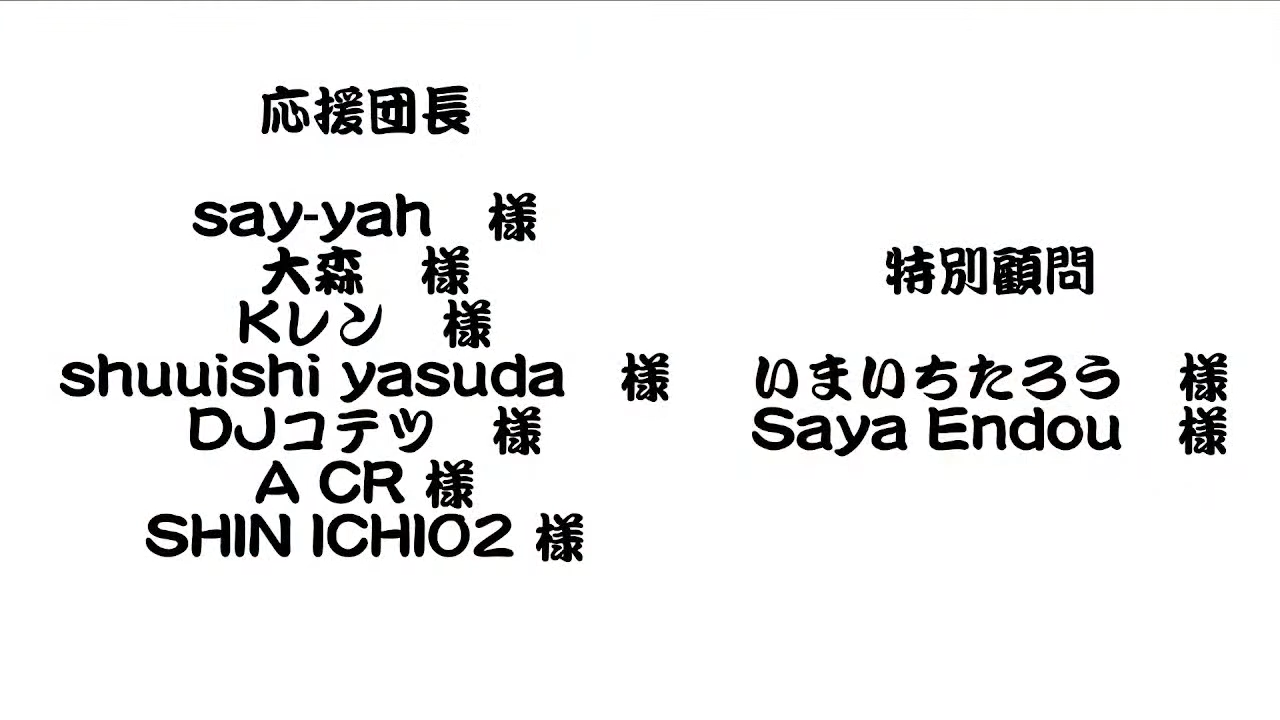 応援団長
say-yah　様
大森　様
Kレン　様
shuuishi yasuda　様
DJコテツ　様
A CR 様
SHIN ICHIO2 様
特別顧問
いまいちたろう　様
Saya Endou　様